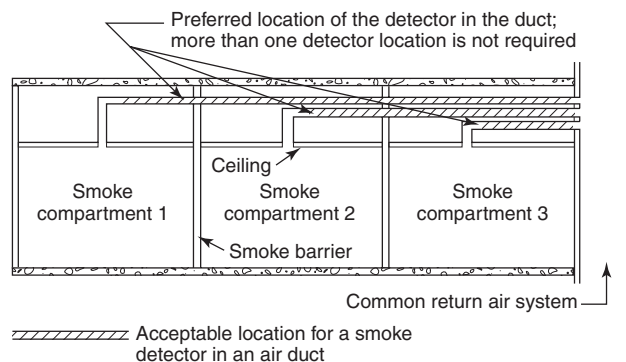 Preferred location of the detector in the duct;
more than one detector location is not required
Ceiling
Smoke
compartment 1
Smoke
compartment 2
Smoke
compartment 3
Smoke barrier
Common return air system
Acceptable location for a smoke
detector in an air duct